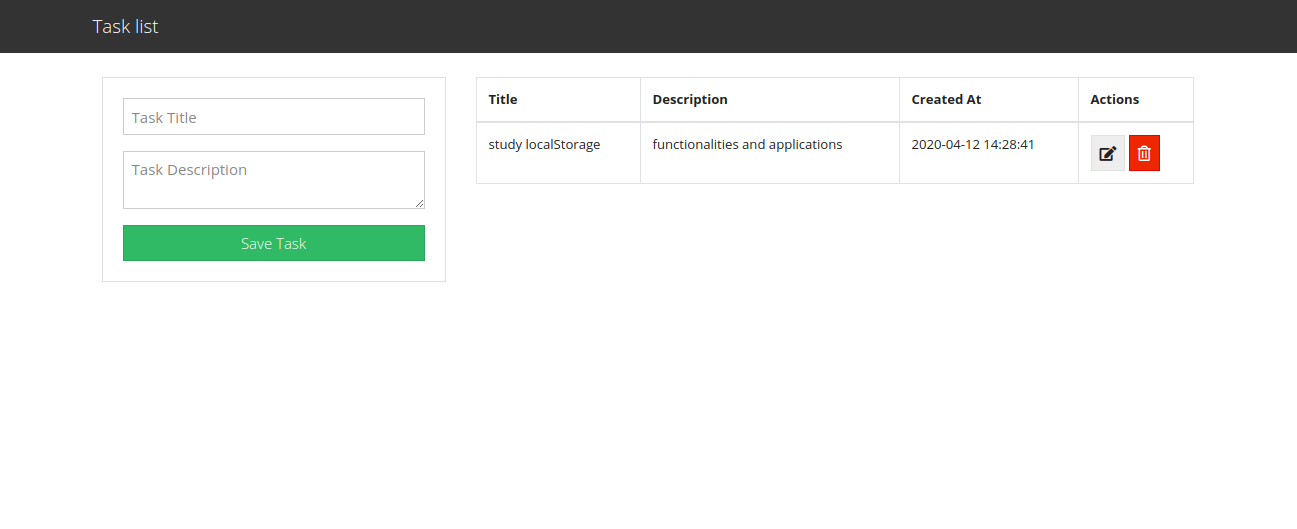 Task list
Task Title
Task Description
Save Task
Title Description Created At Actions
study localStorage functionalities and applications 2020-04-12 14:28:41